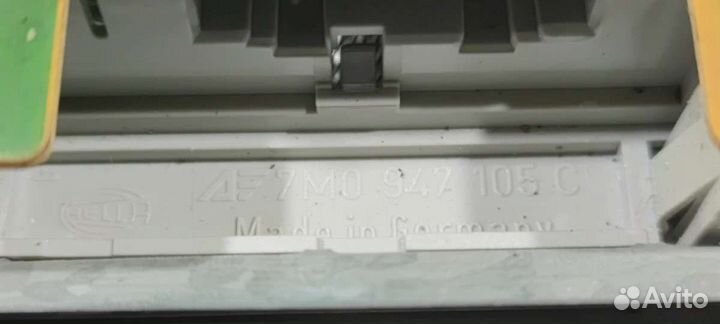 HELLA
7M0 947 105 C
Made in Germany
Avito